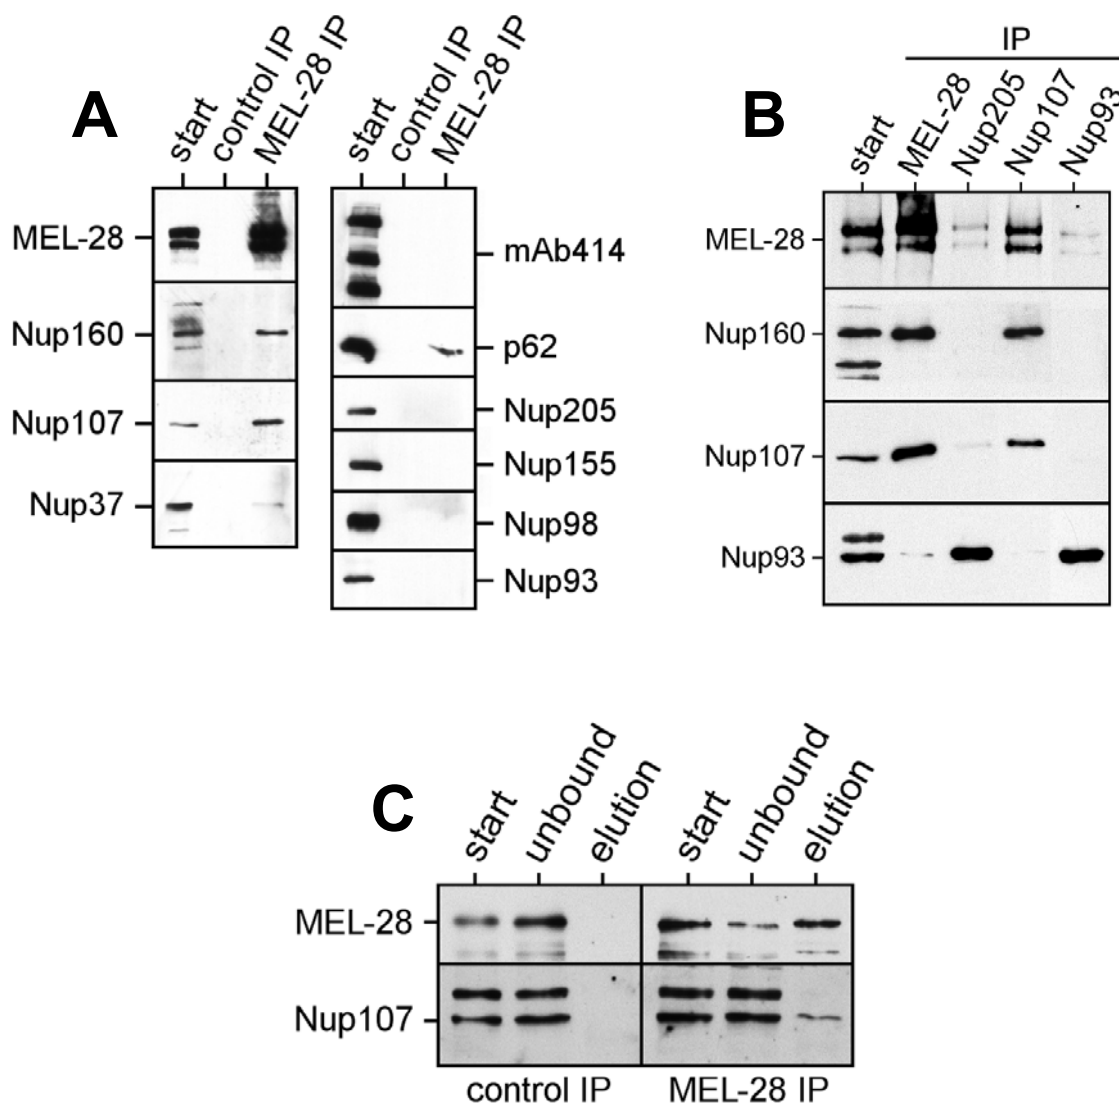 A
start
control IP
MEL-28 IP
start
control IP
MEL-28 IP
MEL-28
Nup160
Nup107
Nup37
mAb414
p62
Nup205
Nup155
Nup98
Nup93
B
IP
start
MEL-28
Nup205
Nup107
Nup93
MEL-28
Nup160
Nup107
Nup93
C
start
unbound
elution
start
unbound
elution
MEL-28
Nup107
control IP
MEL-28 IP